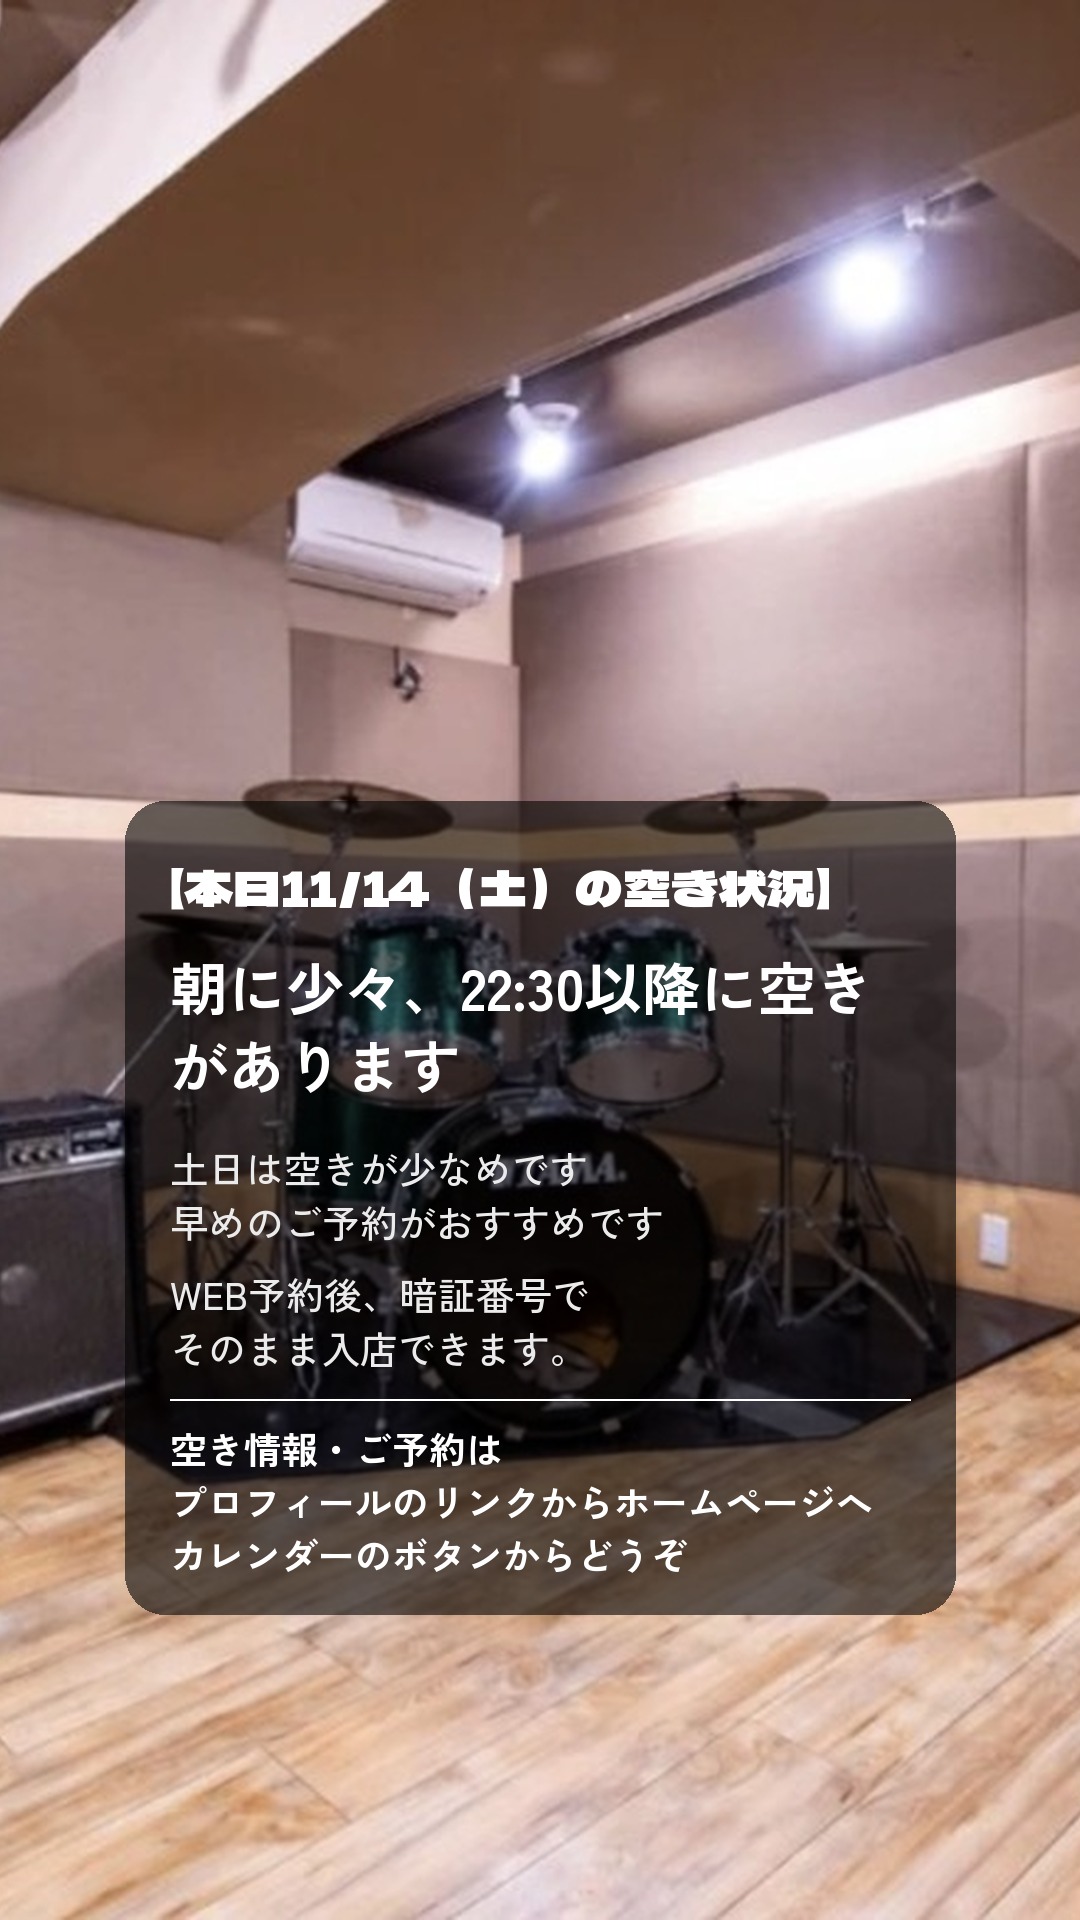 【本日11/14（土）の空き状況】
朝に少々、22:30以降に空き
があります
土日は空きが少なめです
早めのご予約がおすすめです
WEB予約後、暗証番号で
そのまま入店できます。
空き情報・ご予約は
プロフィールのリンクからホームページへ
カレンダーのボタンからどうぞ